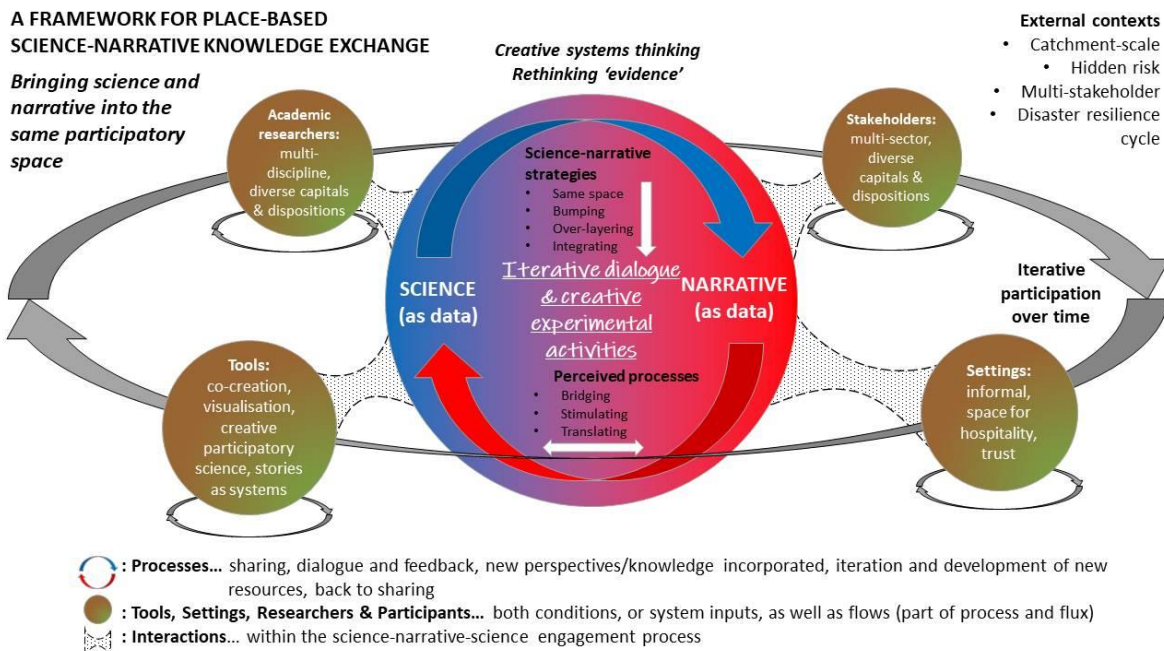 A FRAMEWORK FOR PLACE-BASED
SCIENCE-NARRATIVE KNOWLEDGE EXCHANGE
Bringing science and
narrative into the
same participatory
space
Creative systems thinking
Rethinking ‘evidence’
External contexts
• Catchment-scale
• Hidden risk
• Multi-stakeholder
• Disaster resilience
cycle
Academic
researchers:
multi-
discipline,
diverse capitals
& dispositions
Stakeholders:
multi-sector,
diverse
capitals &
dispositions
Science-narrative
strategies
• Same space
• Bumping
• Over-layering
• Integrating
SCIENCE
(as data)
Iterative dialogue
& creative
experimental
activities
NARRATIVE
(as data)
Iterative
participation
over time
Perceived processes
• Bridging
• Stimulating
• Translating
Tools:
co-creation,
visualisation,
creative
participatory
science, stories
as systems
Settings:
informal,
space for
hospitality,
trust
: Processes... sharing, dialogue and feedback, new perspectives/knowledge incorporated, iteration and development of new
resources, back to sharing
: Tools, Settings, Researchers & Participants... both conditions, or system inputs, as well as flows (part of process and flux)
: Interactions... within the science-narrative-science engagement process